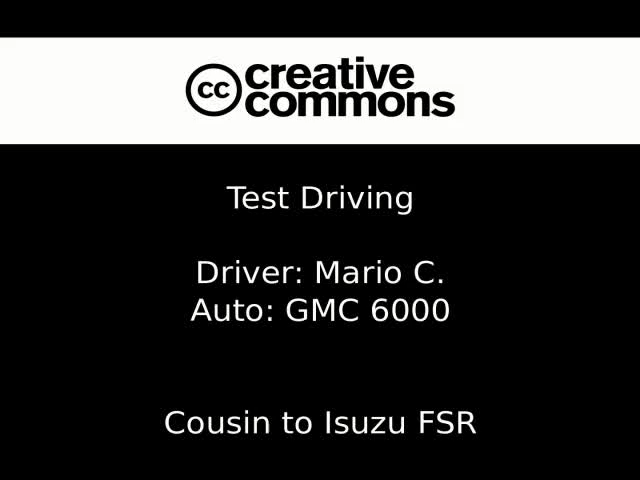 cc creative
commons
Test Driving
Driver: Mario C.
Auto: GMC 6000
Cousin to Isuzu FSR